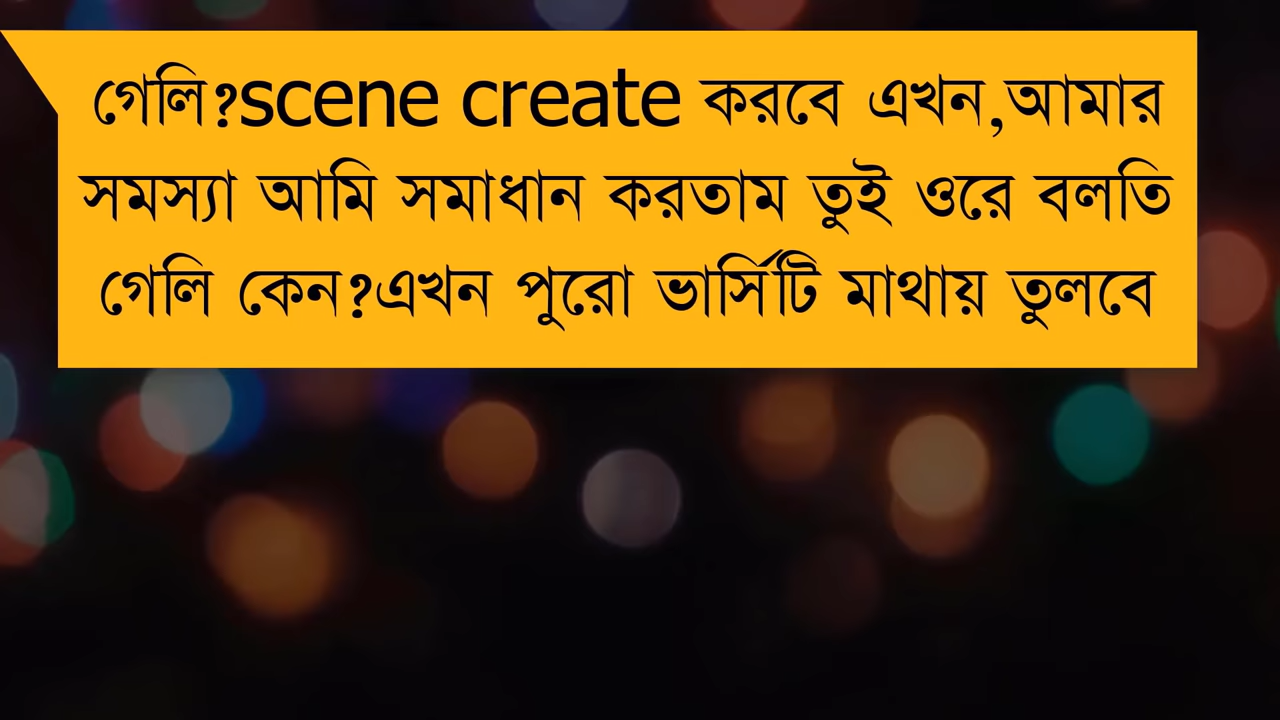 গেলি?scene create করবে এখন,আমার
সমস্যা আমি সমাধান করতাম তুই ওরে বলতি
গেলি কেন?এখন পুরো ভার্সিটি মাথায় তুলবে